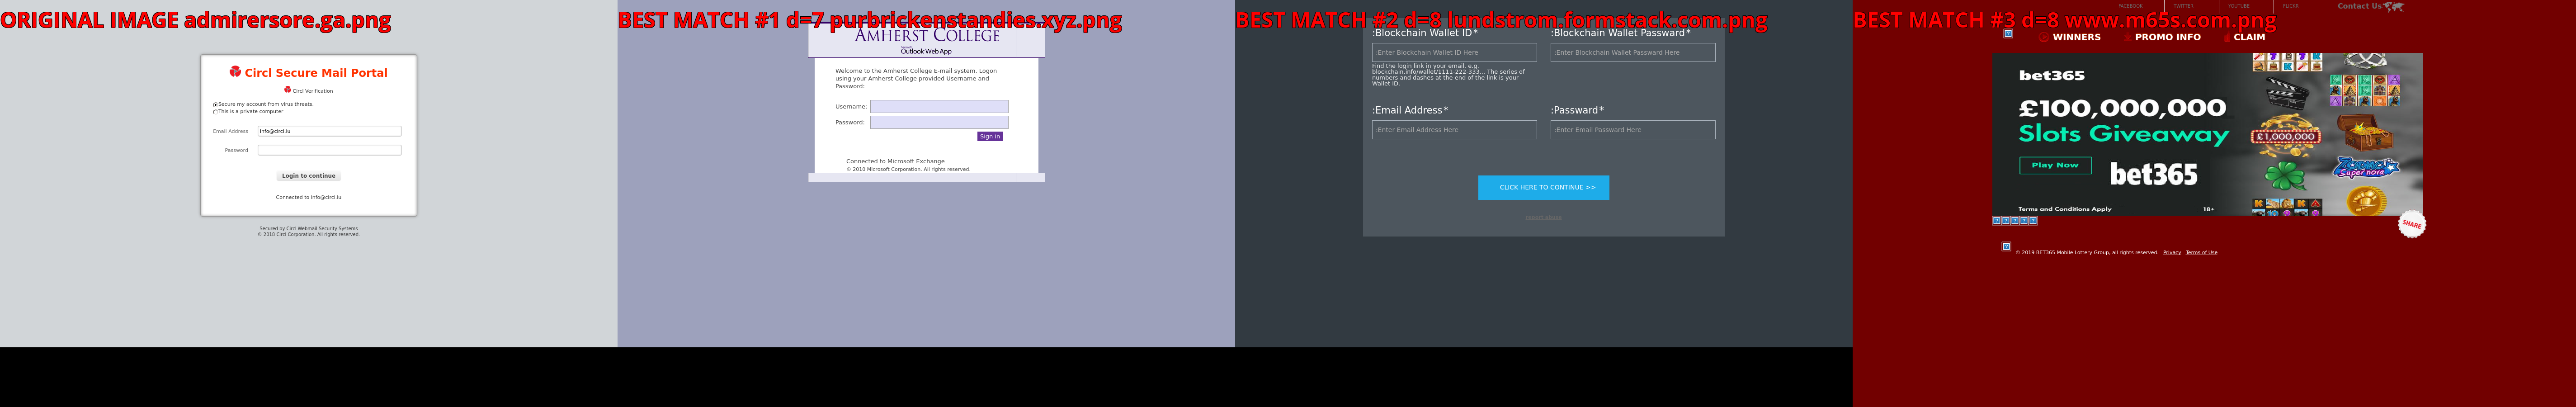 ORIGINAL IMAGE admirersore.ga.png
Circl Secure Mail Portal
Circl Verification
Secure my account from virus threats.
This is a private computer
Email Address
info@circl.lu
Password
Login to continue
Connected to info@circl.lu
Secured by Circl Webmail Security Systems
© 2018 Circl Corporation. All rights reserved.
BEST MATCH #1 d=7 purbrickenstandies.xyz.png
AMHERST COLLEGE
Outlook Web App
Welcome to the Amherst College E-mail system. Logon
using your Amherst College provided Username and
Password:
Username:
Password:
Sign in
Connected to Microsoft Exchange
© 2010 Microsoft Corporation. All rights reserved.
BEST MATCH #2 d=8 lundstrom.formstack.com.png
:Blockchain Wallet ID*
:Enter Blockchain Wallet ID Here
Find the login link in your email, e.g.
blockchain.info/wallet/1111-222-333... The series of
numbers and dashes at the end of the link is your
Wallet ID.
:Blockchain Wallet Password*
:Enter Blockchain Wallet Password Here
:Email Address*
:Enter Email Address Here
:Password*
:Enter Email Password Here
CLICK HERE TO CONTINUE >>
BEST MATCH #3 d=8 www.m65s.com.png
FACEBOOK
TWITTER
YOUTUBE
FLICKR
Contact Us
WINNERS
PROMO INFO
CLAIM
bet365
£100,000,000
Slots Giveaway
Play Now
bet365
£1,000,000
Super nova
Terms and Conditions Apply
18+
SHARE
© 2019 BET365 Mobile Lottery Group, all rights reserved. Privacy Terms of Use